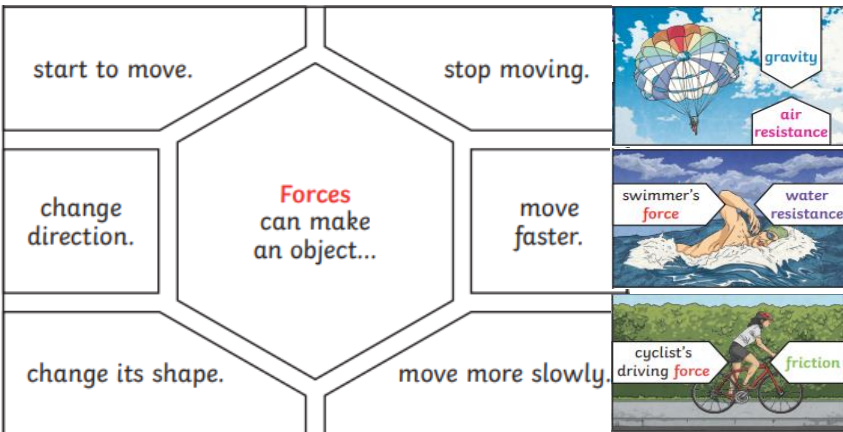 start to move.
stop moving.
change
direction.
Forces
can make
an object...
move
faster.
change its shape.
move more slowly.
gravity
air
resistance
swimmer's
force
water
resistance
cyclist's
driving force
friction